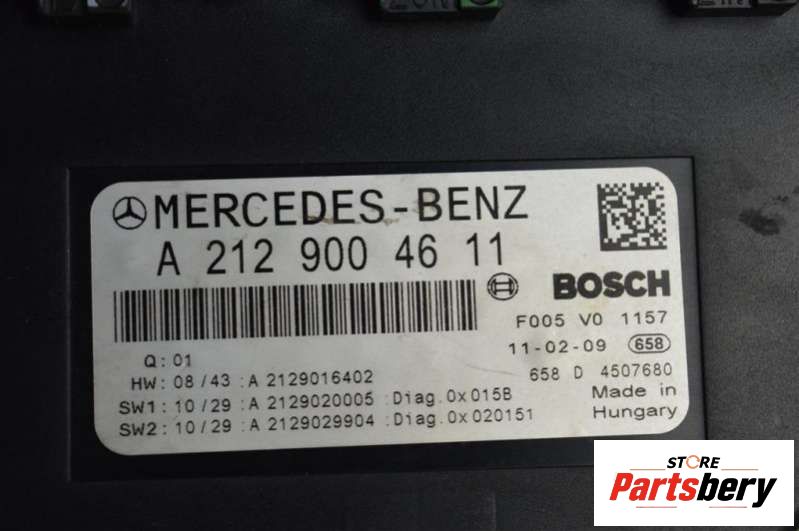 MERCEDES-BENZ
A 212 900 46 11
BOSCH
F005 V0 1157
Q: 01
11-02-09 658
HW: 08/43 :A 2129016402
658 D 4507680
SW1: 10/29 :A 2129020005 :Diag.0x015B
Made in
SW2: 10/29 :A 2129029904 :Diag.0x020151
Hungary
STORE
Partsbery